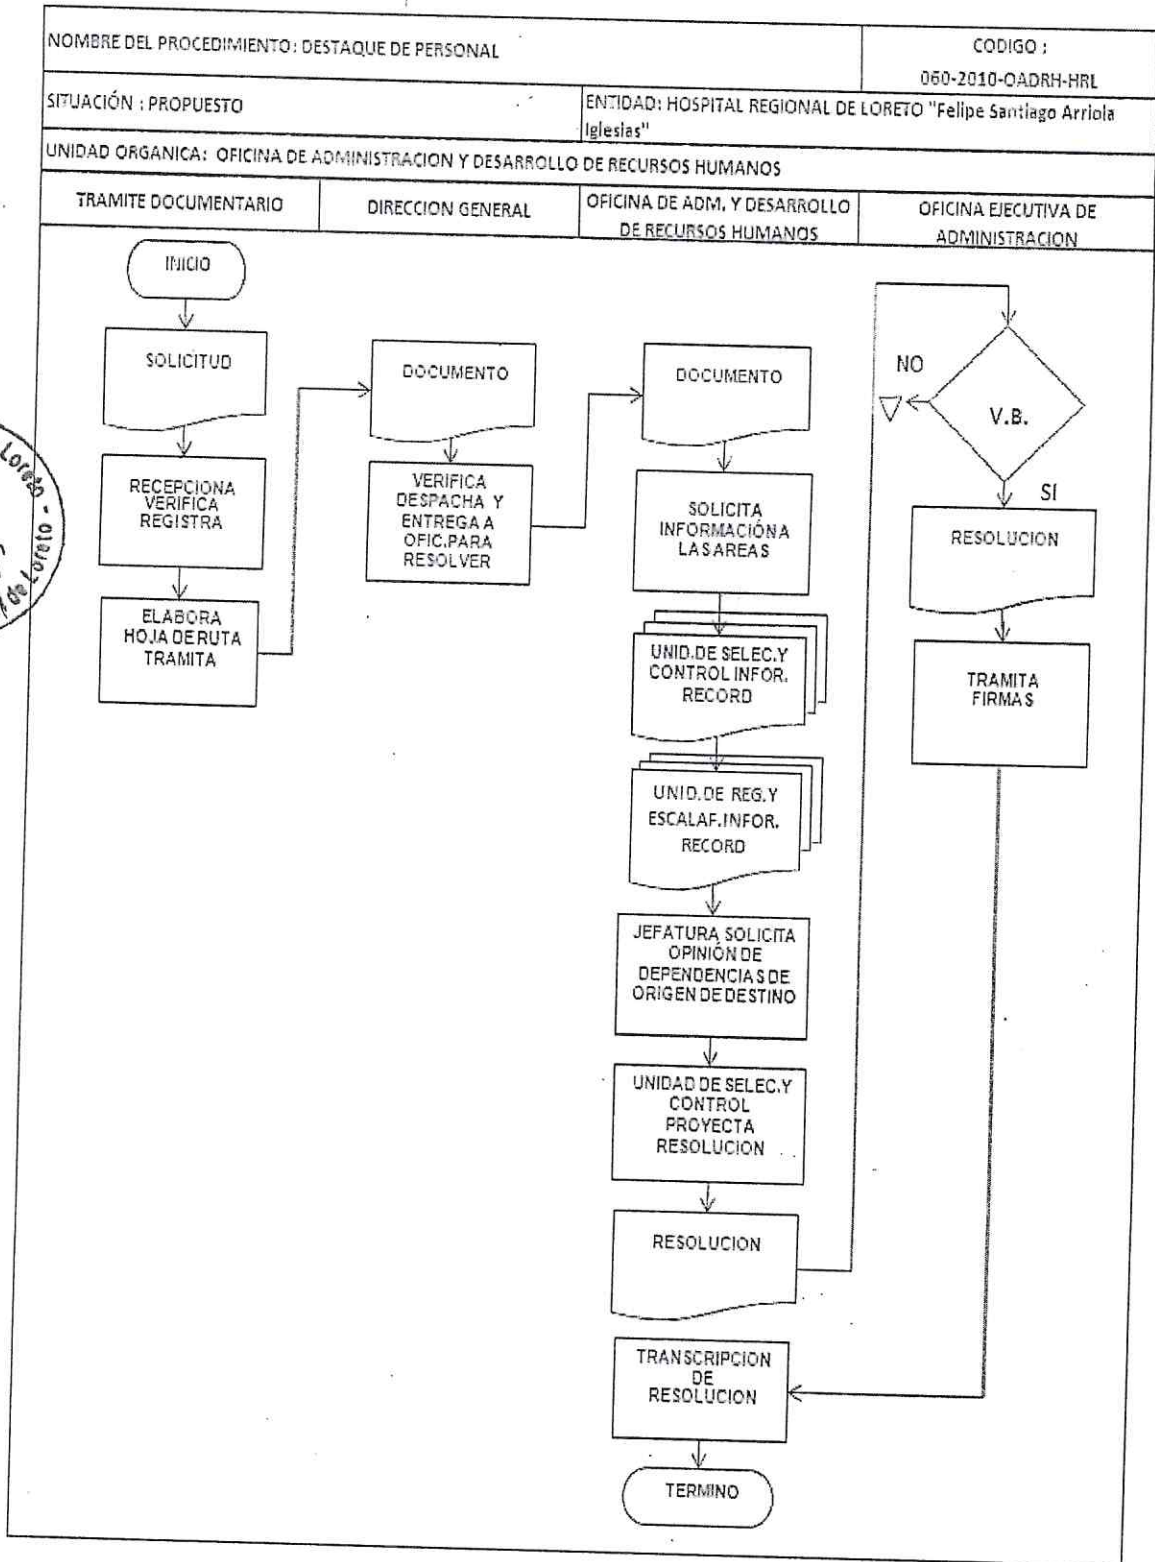 NOMBRE DEL PROCEDIMIENTO: DESTAQUE DE PERSONAL
CODIGO :
060-2010-OADRH-HRL
SITUACIÓN : PROPUESTO
ENTIDAD: HOSPITAL REGIONAL DE LORETO "Felipe Santiago Arriola
Iglesias"
UNIDAD ORGANICA: OFICINA DE ADMINISTRACION Y DESARROLLO DE RECURSOS HUMANOS
TRAMITE DOCUMENTARIO
DIRECCION GENERAL
OFICINA DE ADM. Y DESARROLLO
DE RECURSOS HUMANOS
OFICINA EJECUTIVA DE
ADMINISTRACION
INICIO
SOLICITUD
RECEPCIONA
VERIFICA
REGISTRA
ELABORA
HOJA DE RUTA
TRAMITA
DOCUMENTO
VERIFICA
DESPACHA Y
ENTREGA A
OFIC.PARA
RESOLVER
DOCUMENTO
SOLICITA
INFORMACIÓN A
LAS AREAS
UNID.DE SELEC.Y
CONTROL INFOR.
RECORD
UNID.DE REG.Y
ESCALAF.INFOR.
RECORD
JEFATURA SOLICITA
OPINIÓN DE
DEPENDENCIAS DE
ORIGEN DE DESTINO
UNIDAD DE SELEC.Y
CONTROL
PROYECTA
RESOLUCION
RESOLUCION
NO
V.B.
SI
RESOLUCION
TRAMITA
FIRMAS
TRANSCRIPCION
DE
RESOLUCION
TERMINO
Loreto -
de Loreto